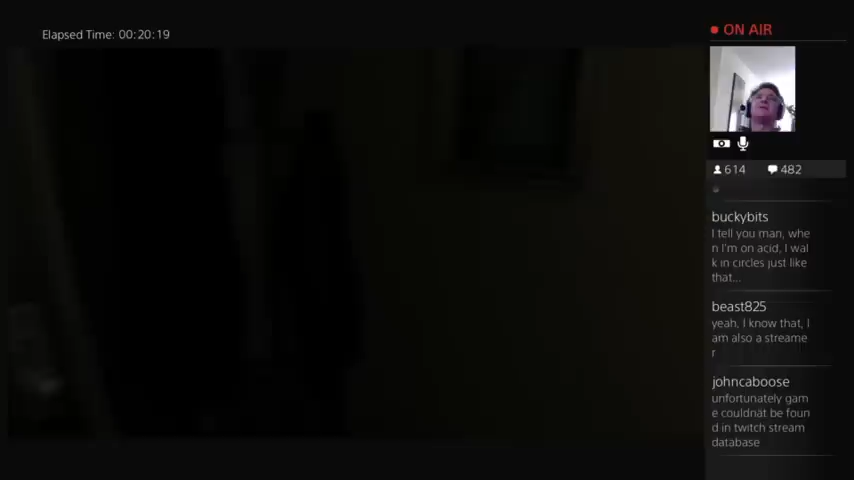 Elapsed Time: 00:20:19
ON AIR
614 482
buckybits
I tell you man, whe
n I'm on acid, I wal
k in circles just like
that...
beast825
yeah, I know that, I
am also a streame
r
johncaboose
unfortunately gam
e couldnät be foun
d in twitch stream
database